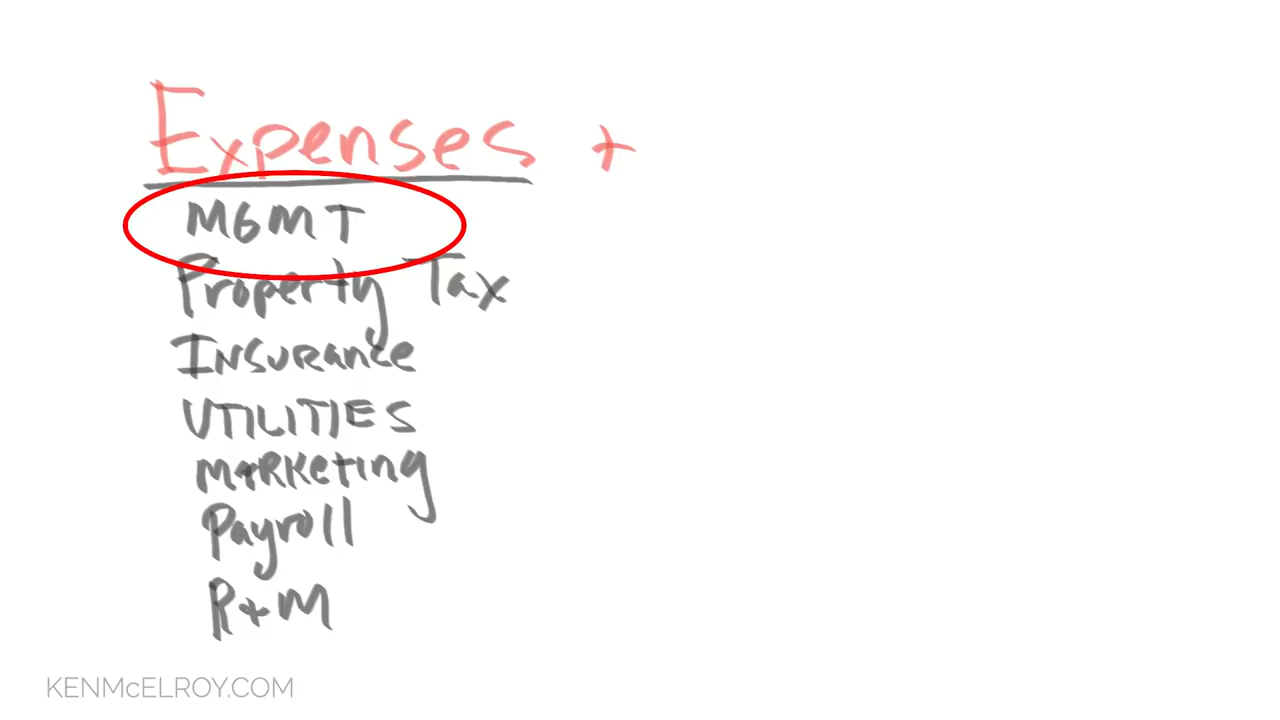 Expenses +
MGMT
Property Tax
Insurance
UTILITIES
Marketing
Payroll
R+M
KENMcELROY.COM